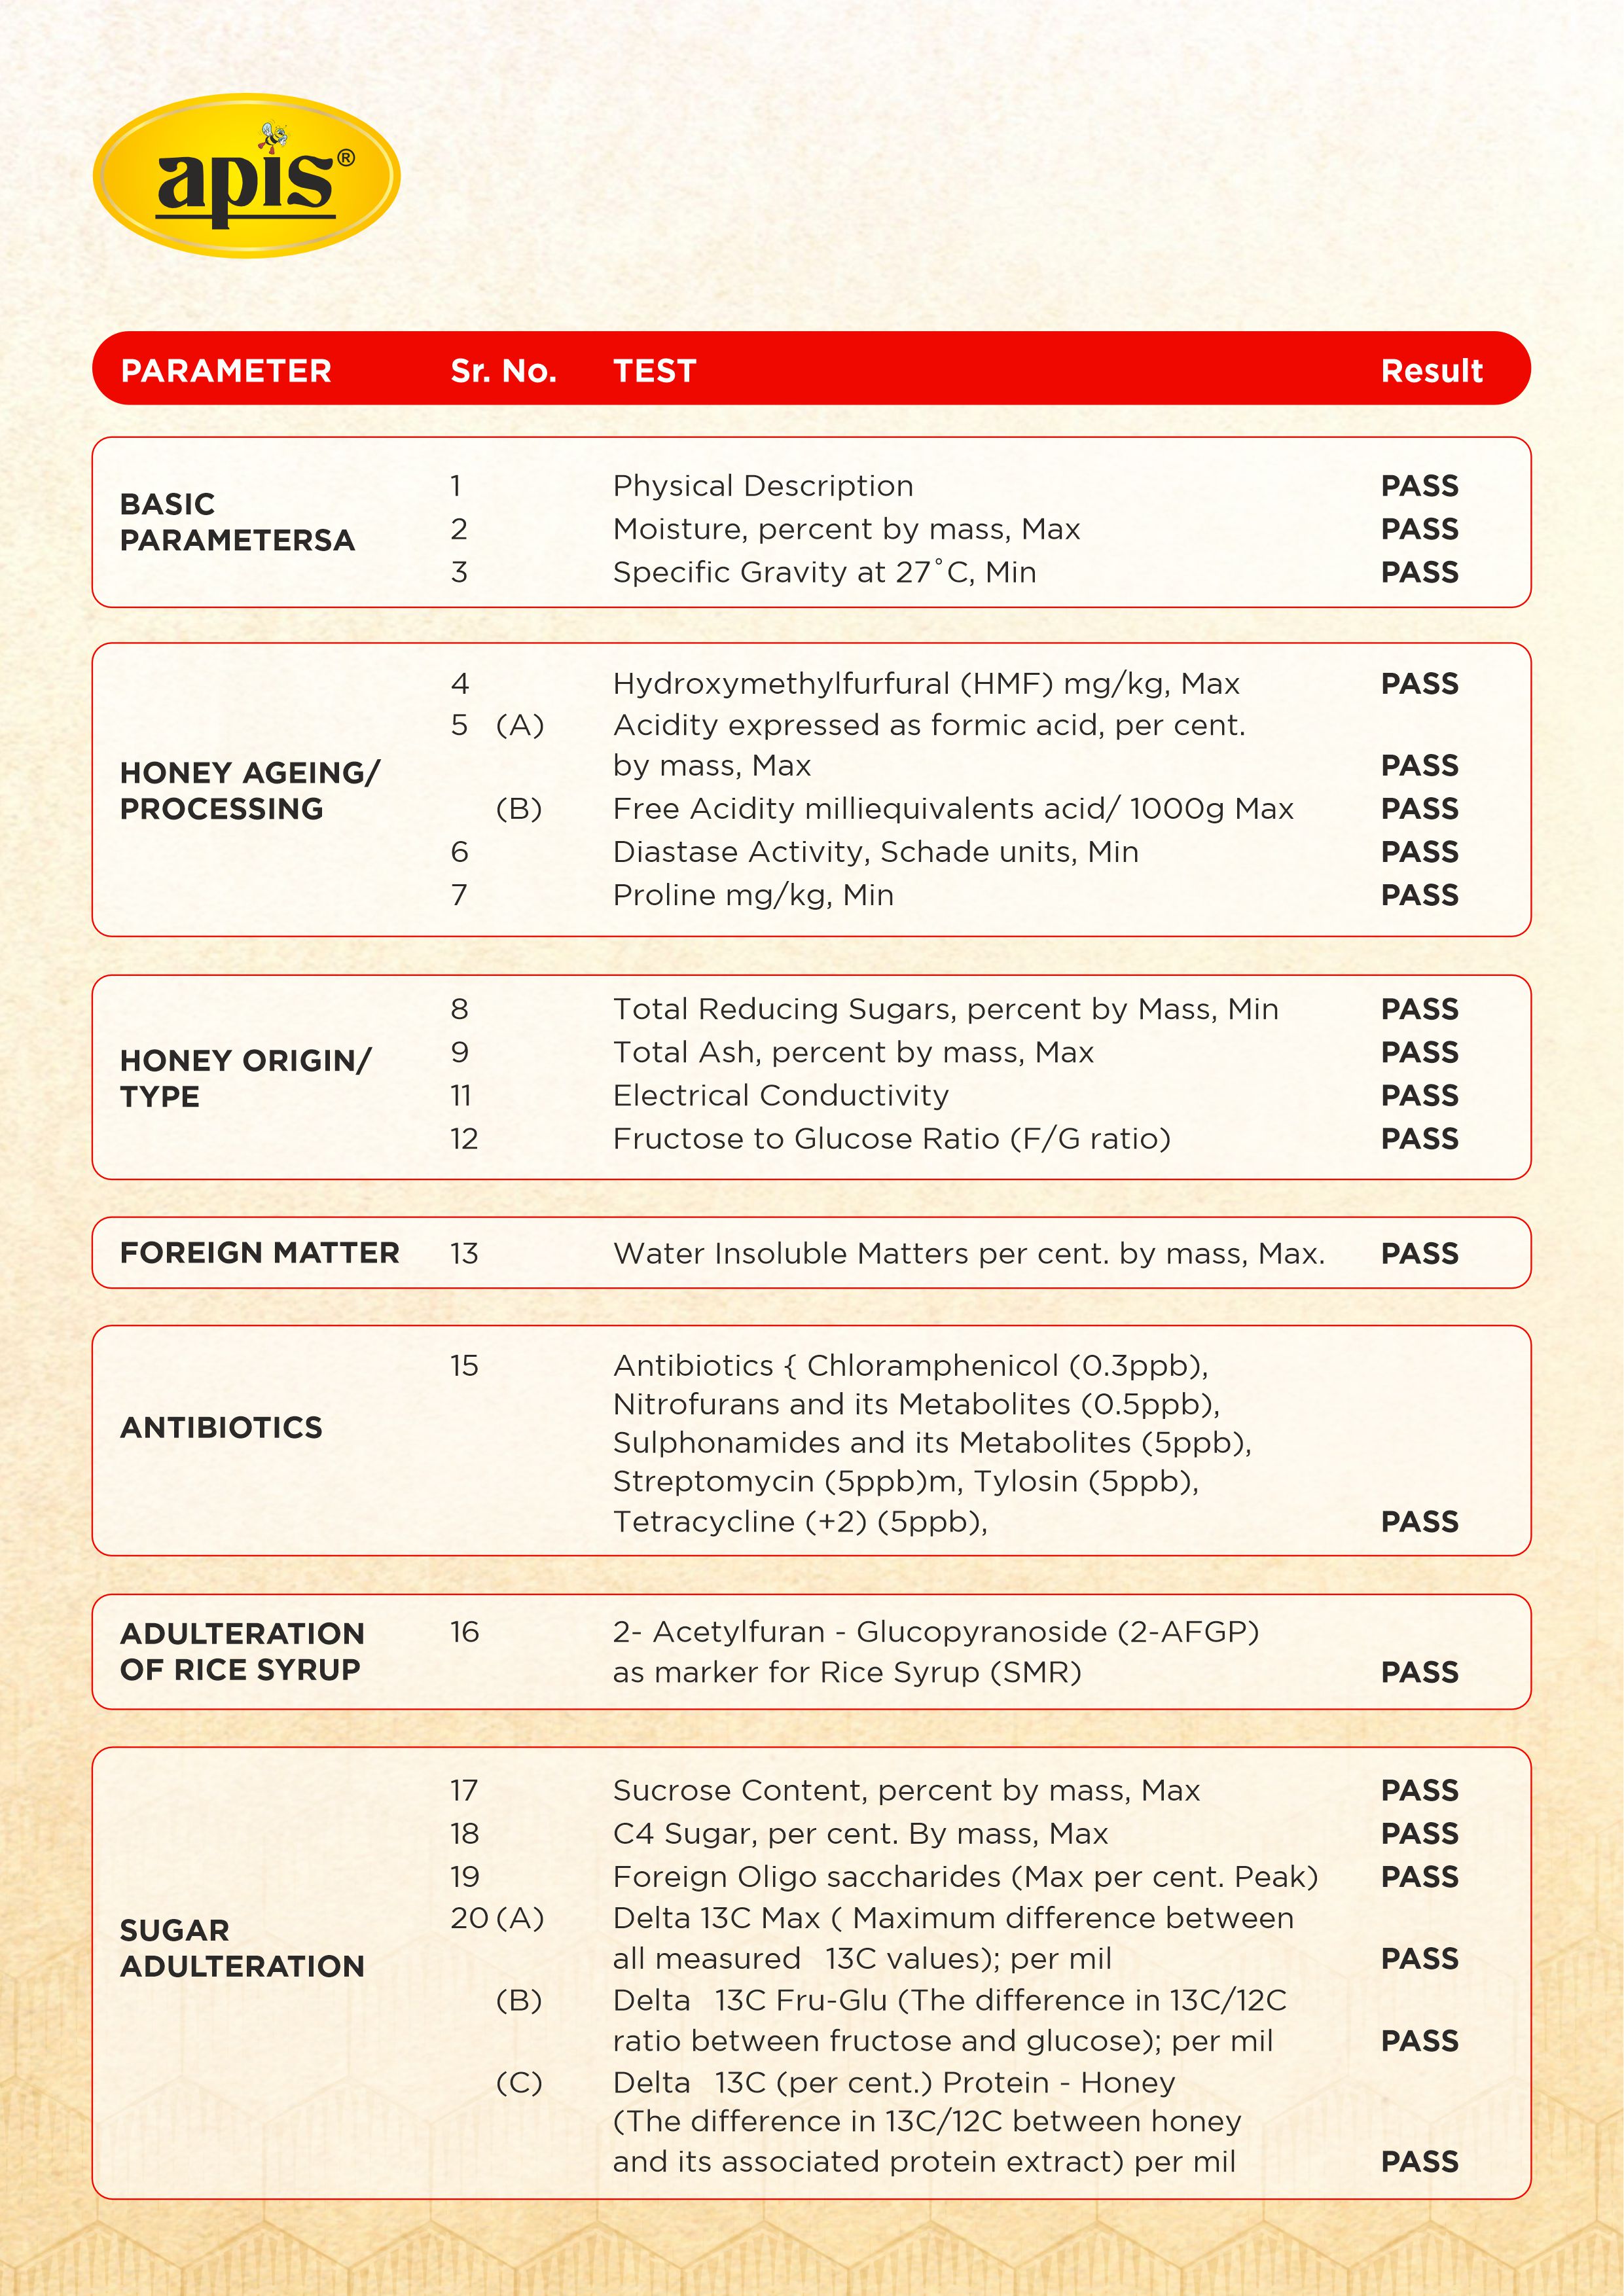 apis®
PARAMETER Sr. No. TEST Result
BASIC
PARAMETERSA
1 Physical Description PASS
2 Moisture, percent by mass, Max PASS
3 Specific Gravity at 27°C, Min PASS
HONEY AGEING/
PROCESSING
4 Hydroxymethylfurfural (HMF) mg/kg, Max PASS
5 (A) Acidity expressed as formic acid, per cent.
by mass, Max PASS
(B) Free Acidity milliequivalents acid/ 1000g Max PASS
6 Diastase Activity, Schade units, Min PASS
7 Proline mg/kg, Min PASS
HONEY ORIGIN/
TYPE
8 Total Reducing Sugars, percent by Mass, Min PASS
9 Total Ash, percent by mass, Max PASS
11 Electrical Conductivity PASS
12 Fructose to Glucose Ratio (F/G ratio) PASS
FOREIGN MATTER 13 Water Insoluble Matters per cent. by mass, Max. PASS
ANTIBIOTICS
15 Antibiotics { Chloramphenicol (0.3ppb),
Nitrofurans and its Metabolites (0.5ppb),
Sulphonamides and its Metabolites (5ppb),
Streptomycin (5ppb)m, Tylosin (5ppb),
Tetracycline (+2) (5ppb), PASS
ADULTERATION
OF RICE SYRUP
16 2- Acetylfuran - Glucopyranoside (2-AFGP)
as marker for Rice Syrup (SMR) PASS
SUGAR
ADULTERATION
17 Sucrose Content, percent by mass, Max PASS
18 C4 Sugar, per cent. By mass, Max PASS
19 Foreign Oligo saccharides (Max per cent. Peak) PASS
20 (A) Delta 13C Max ( Maximum difference between
all measured 13C values); per mil PASS
(B) Delta 13C Fru-Glu (The difference in 13C/12C
ratio between fructose and glucose); per mil PASS
(C) Delta 13C (per cent.) Protein - Honey
(The difference in 13C/12C between honey
and its associated protein extract) per mil PASS